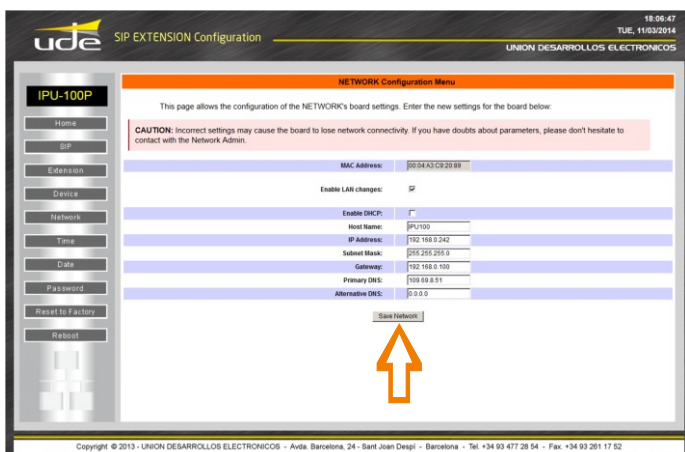 18:06:47
TUE, 11/03/2014
ude
SIP EXTENSION Configuration
UNION DESARROLLOS ELECTRONICOS
IPU-100P
Home
SIP
Extension
Device
Network
Time
Date
Password
Reset to Factory
Reboot
NETWORK Configuration Menu
This page allows the configuration of the NETWORK's board settings. Enter the new settings for the board below:
CAUTION: Incorrect settings may cause the board to lose network connectivity. If you have doubts about parameters, please don't hesitate to
contact with the Network Admin.
MAC Address: 00:04:A3:C9:20:89
Enable LAN changes:
Enable DHCP:
Host Name: IPU100
IP Address: 192.168.0.242
Subnet Mask: 255.255.255.0
Gateway: 192.168.0.100
Primary DNS: 109.69.8.51
Alternative DNS: 0.0.0.0
Save Network
Copyright © 2013 - UNION DESARROLLOS ELECTRONICOS - Avda. Barcelona, 24 - Sant Joan Despí - Barcelona - Tel. +34 93 477 28 54 - Fax. +34 93 261 17 52